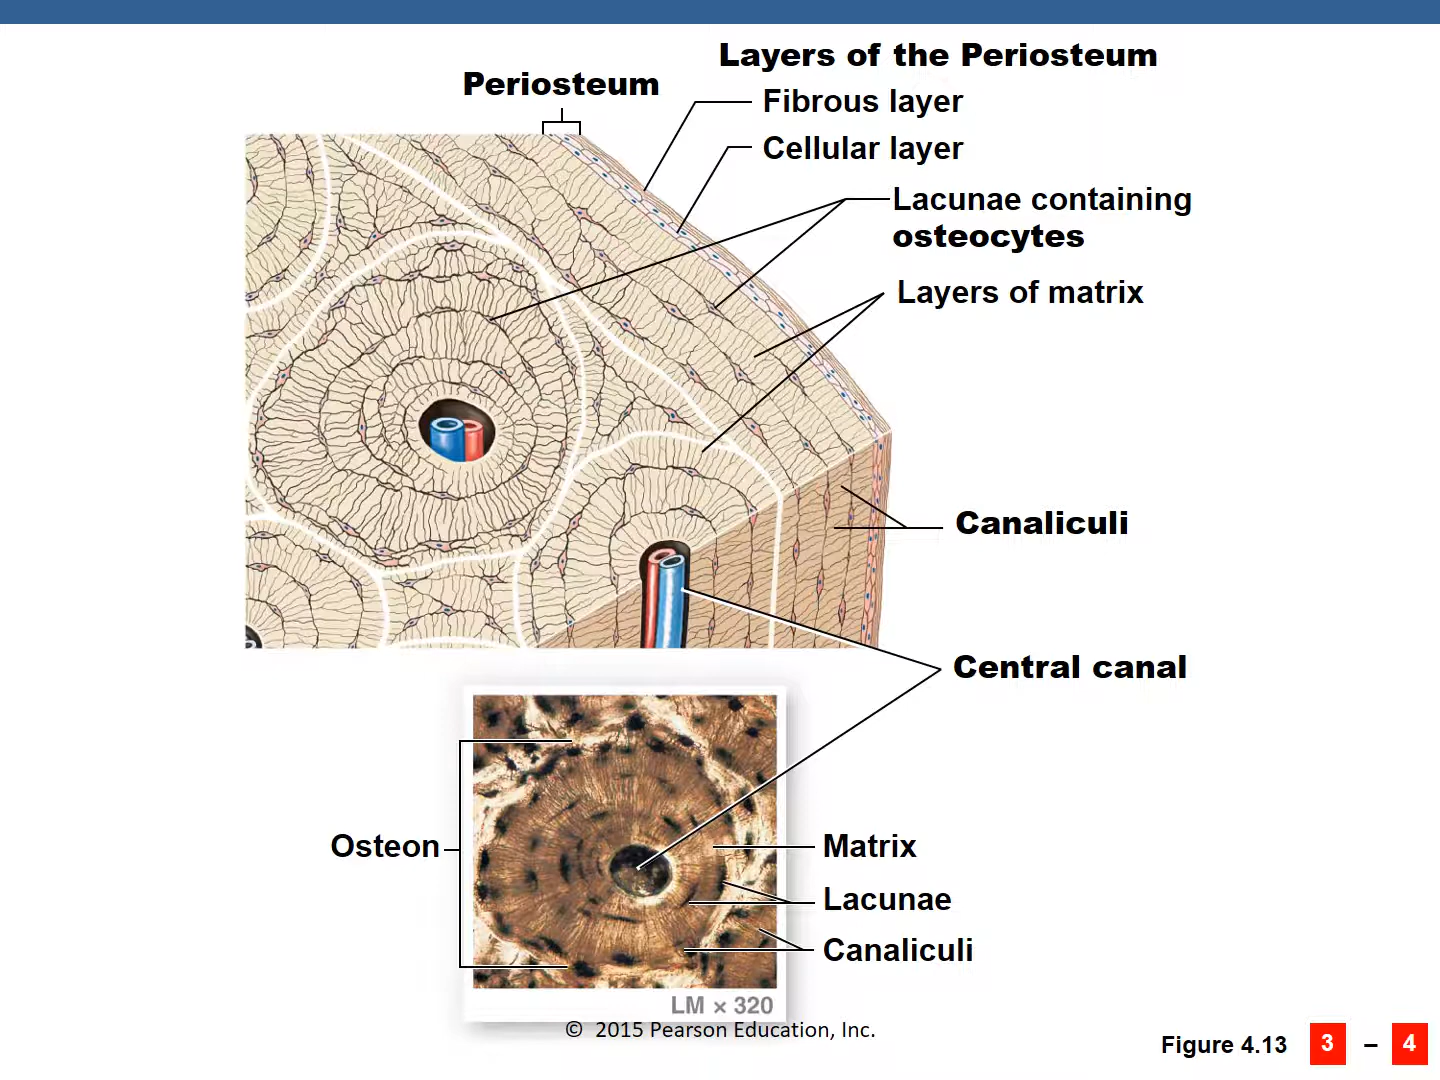 Layers of the Periosteum
Periosteum
Fibrous layer
Cellular layer
Lacunae containing
osteocytes
Layers of matrix
Canaliculi
Central canal
Osteon
Matrix
Lacunae
Canaliculi
LM × 320
© 2015 Pearson Education, Inc.
Figure 4.13 3 – 4